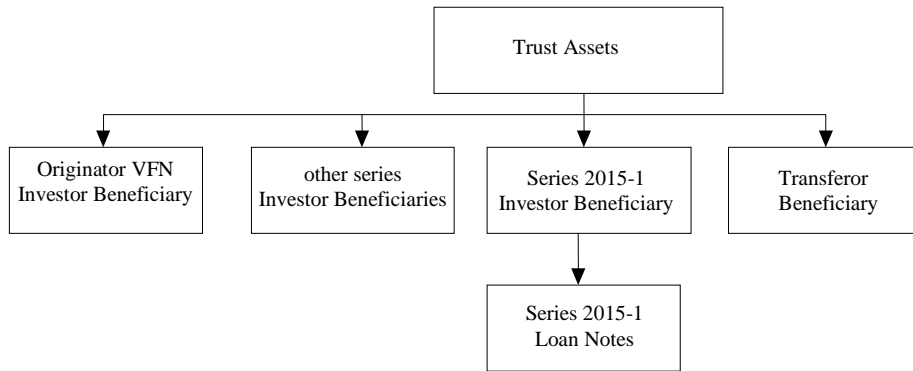 Trust Assets
Originator VFN
Investor Beneficiary
other series
Investor Beneficiaries
Series 2015-1
Investor Beneficiary
Transferor
Beneficiary
Series 2015-1
Loan Notes